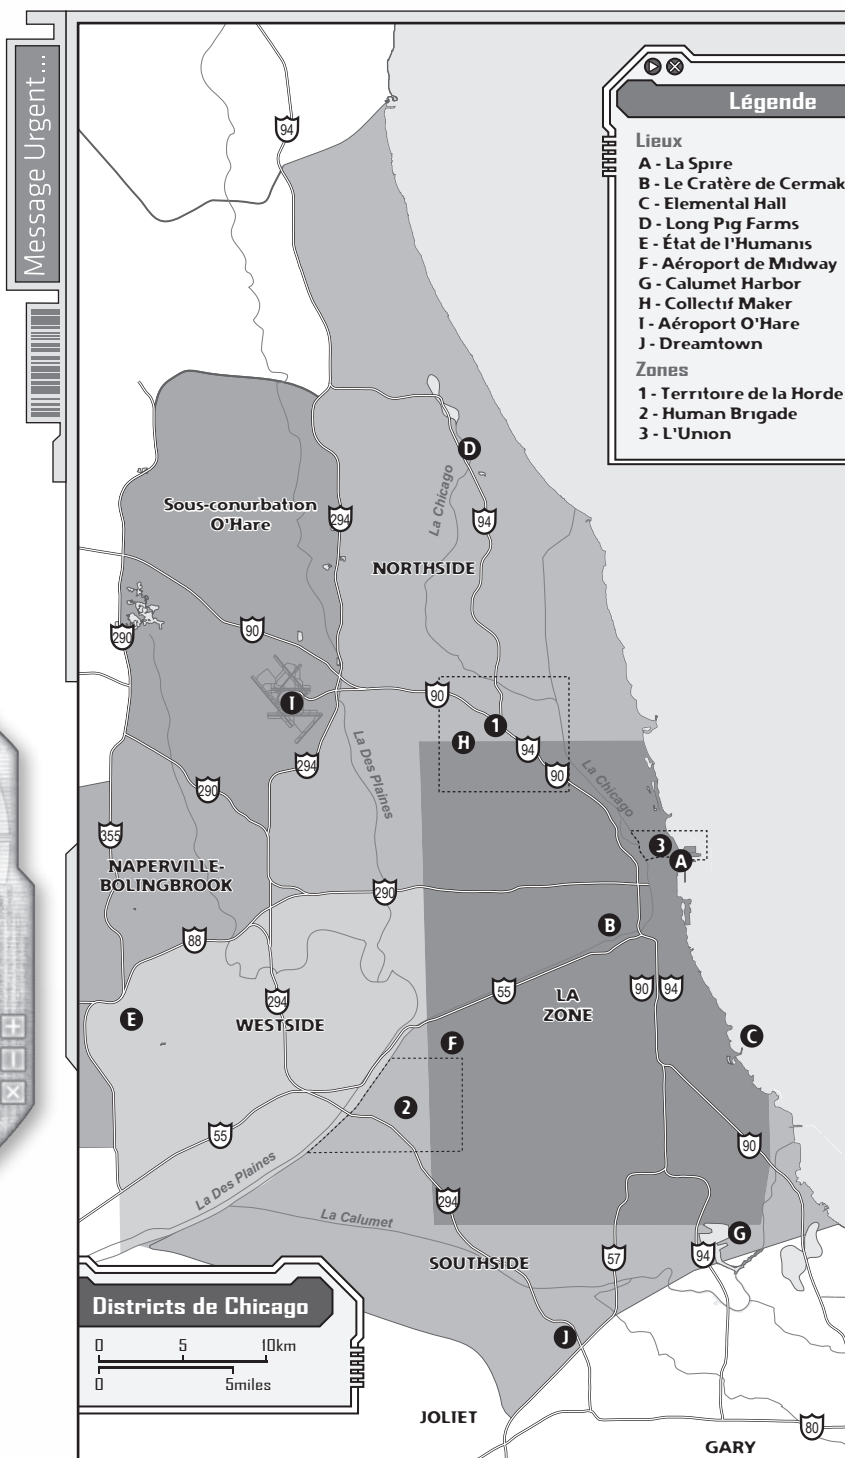 Message Urgent...
Légende
Lieux
A - La Spire
B - Le Cratère de Cermak
C - Elemental Hall
D - Long Pig Farms
E - État de l'Humanis
F - Aéroport de Midway
G - Calumet Harbor
H - Collectif Maker
I - Aéroport O'Hare
J - Dreamtown
Zones
1 - Territoire de la Horde
2 - Human Brigade
3 - L'Union
94
D
La Chicago
Sous-conurbation
O'Hare
294
94
NORTHSIDE
290
90
I
90
1
H
94
90
La Des Plaines
La Chicago
294
290
355
3
A
NAPERVILLE-
BOLINGBROOK
290
88
B
294
55
90
94
LA
ZONE
E
WESTSIDE
F
C
2
55
90
La Des Plaines
294
La Calumet
G
SOUTHSIDE
57
94
J
Districts de Chicago
0 5 10km
0 5miles
JOLIET
80
GARY